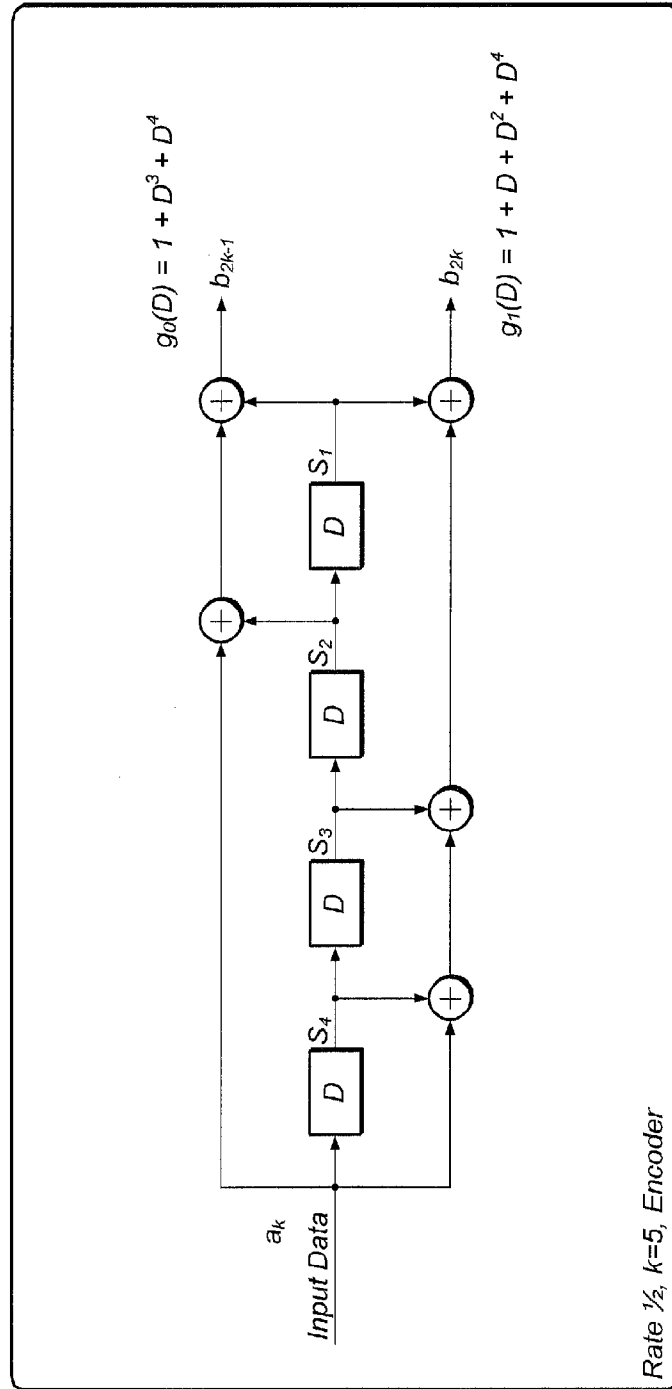 g₀(D) = 1 + D³ + D⁴
b₂ₖ₋₁
aₖ
Input Data
S₄
S₃
S₂
S₁
D
D
D
D
+
+
+
+
+
b₂ₖ
g₁(D) = 1 + D + D² + D⁴
Rate ½, k=5, Encoder